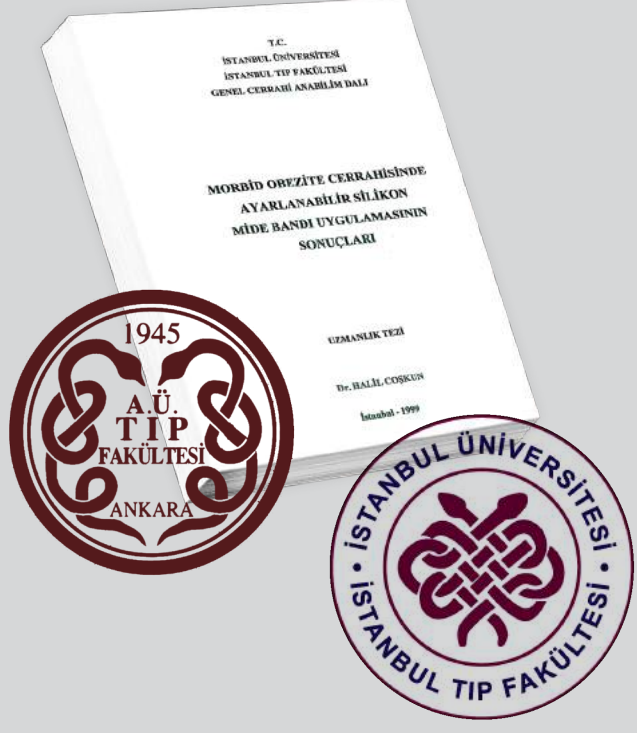 T.C.
İSTANBUL ÜNİVERSİTESİ
İSTANBUL TIP FAKÜLTESİ
GENEL CERRAHİ ANABİLİM DALI
MORBİD OBEZİTE CERRAHİSİNDE
AYARLANABİLİR SİLİKON
MİDE BANDI UYGULAMASININ
SONUÇLARI
UZMANLIK TEZİ
Dr. HALİL COŞKUN
İstanbul - 1999
1945
A.Ü.
TIP
FAKÜLTESİ
ANKARA
İSTANBUL ÜNİVERSİTESİ
• İSTANBUL TIP FAKÜLTESİ •